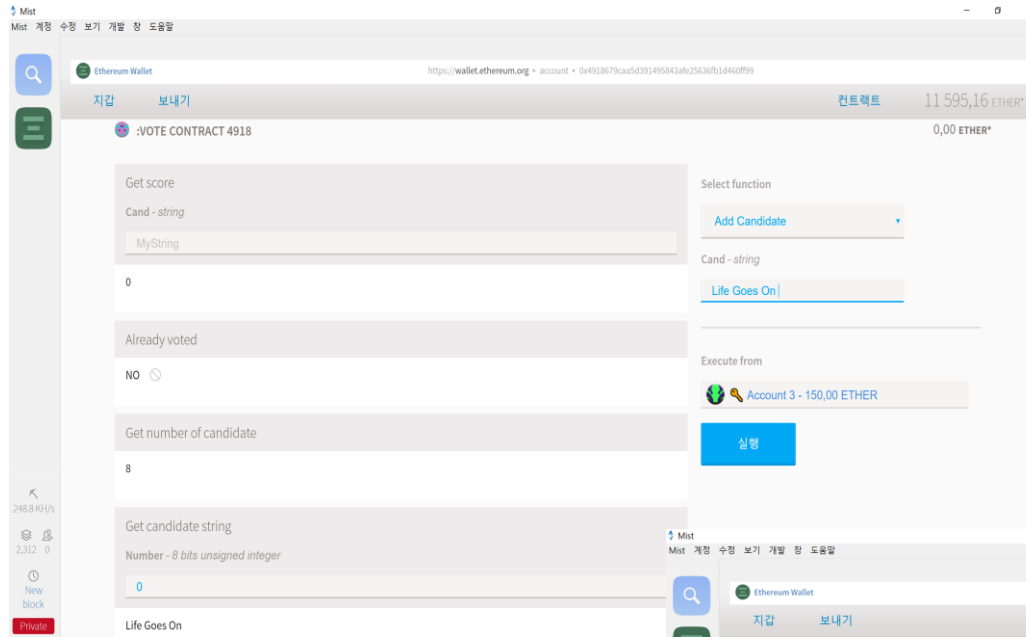 Mist
Mist 계정 수정 보기 개발 창 도움말
Ethereum Wallet
https://wallet.ethereum.org • account • 0x4918679caa5d391495843afe25636fb1d460ff99
지갑 보내기 컨트랙트 11 595,16 ETHER*
:VOTE CONTRACT 4918 0,00 ETHER*
Get score
Cand - string
MyString
0
Already voted
NO
Get number of candidate
8
Get candidate string
Number - 8 bits unsigned integer
0
Life Goes On
Select function
Add Candidate
Cand - string
Life Goes On
Execute from
Account 3 - 150,00 ETHER
실행
248.8 KH/s
2,312 0
New
block
Private
Mist
Mist 계정 수정 보기 개발 창 도움말
Ethereum Wallet
지갑 보내기